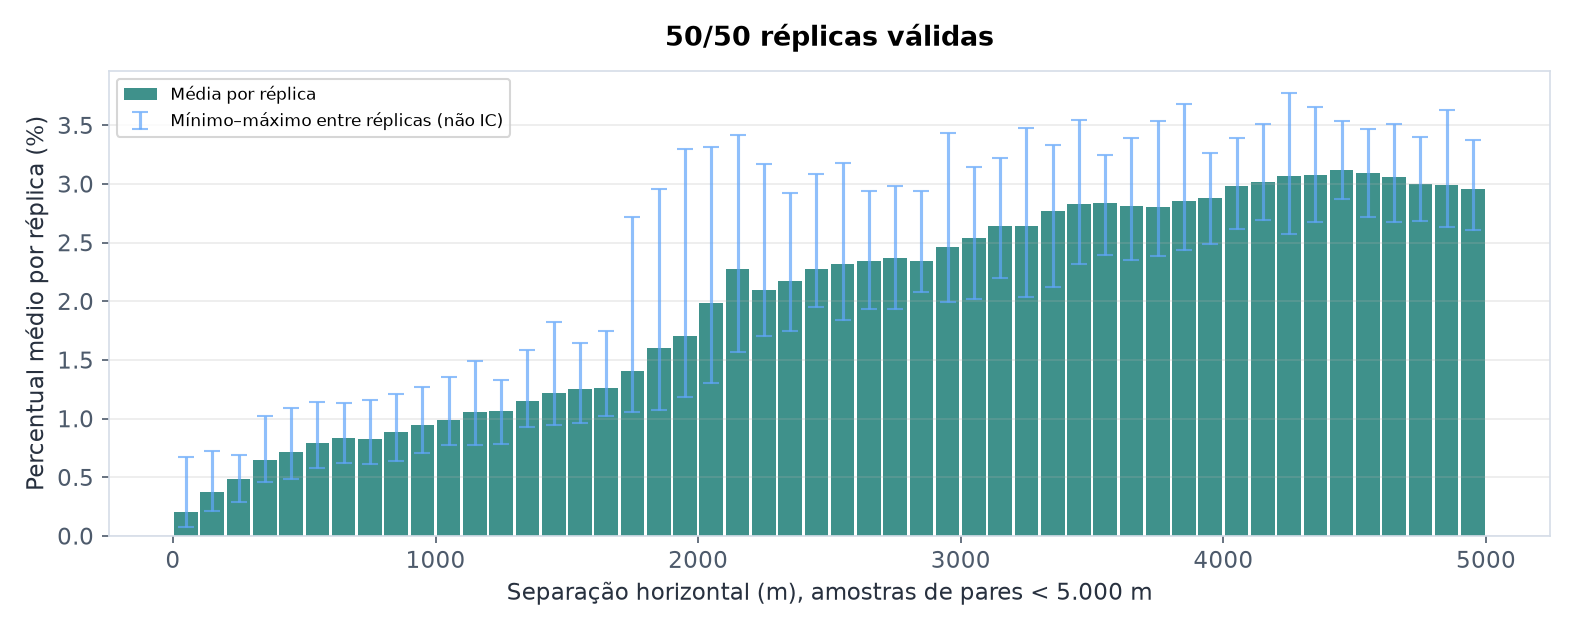 50/50 réplicas válidas
Média por réplica
Mínimo–máximo entre réplicas (não IC)
Percentual médio por réplica (%)
3.5
3.0
2.5
2.0
1.5
1.0
0.5
0.0
0 1000 2000 3000 4000 5000
Separação horizontal (m), amostras de pares < 5.000 m